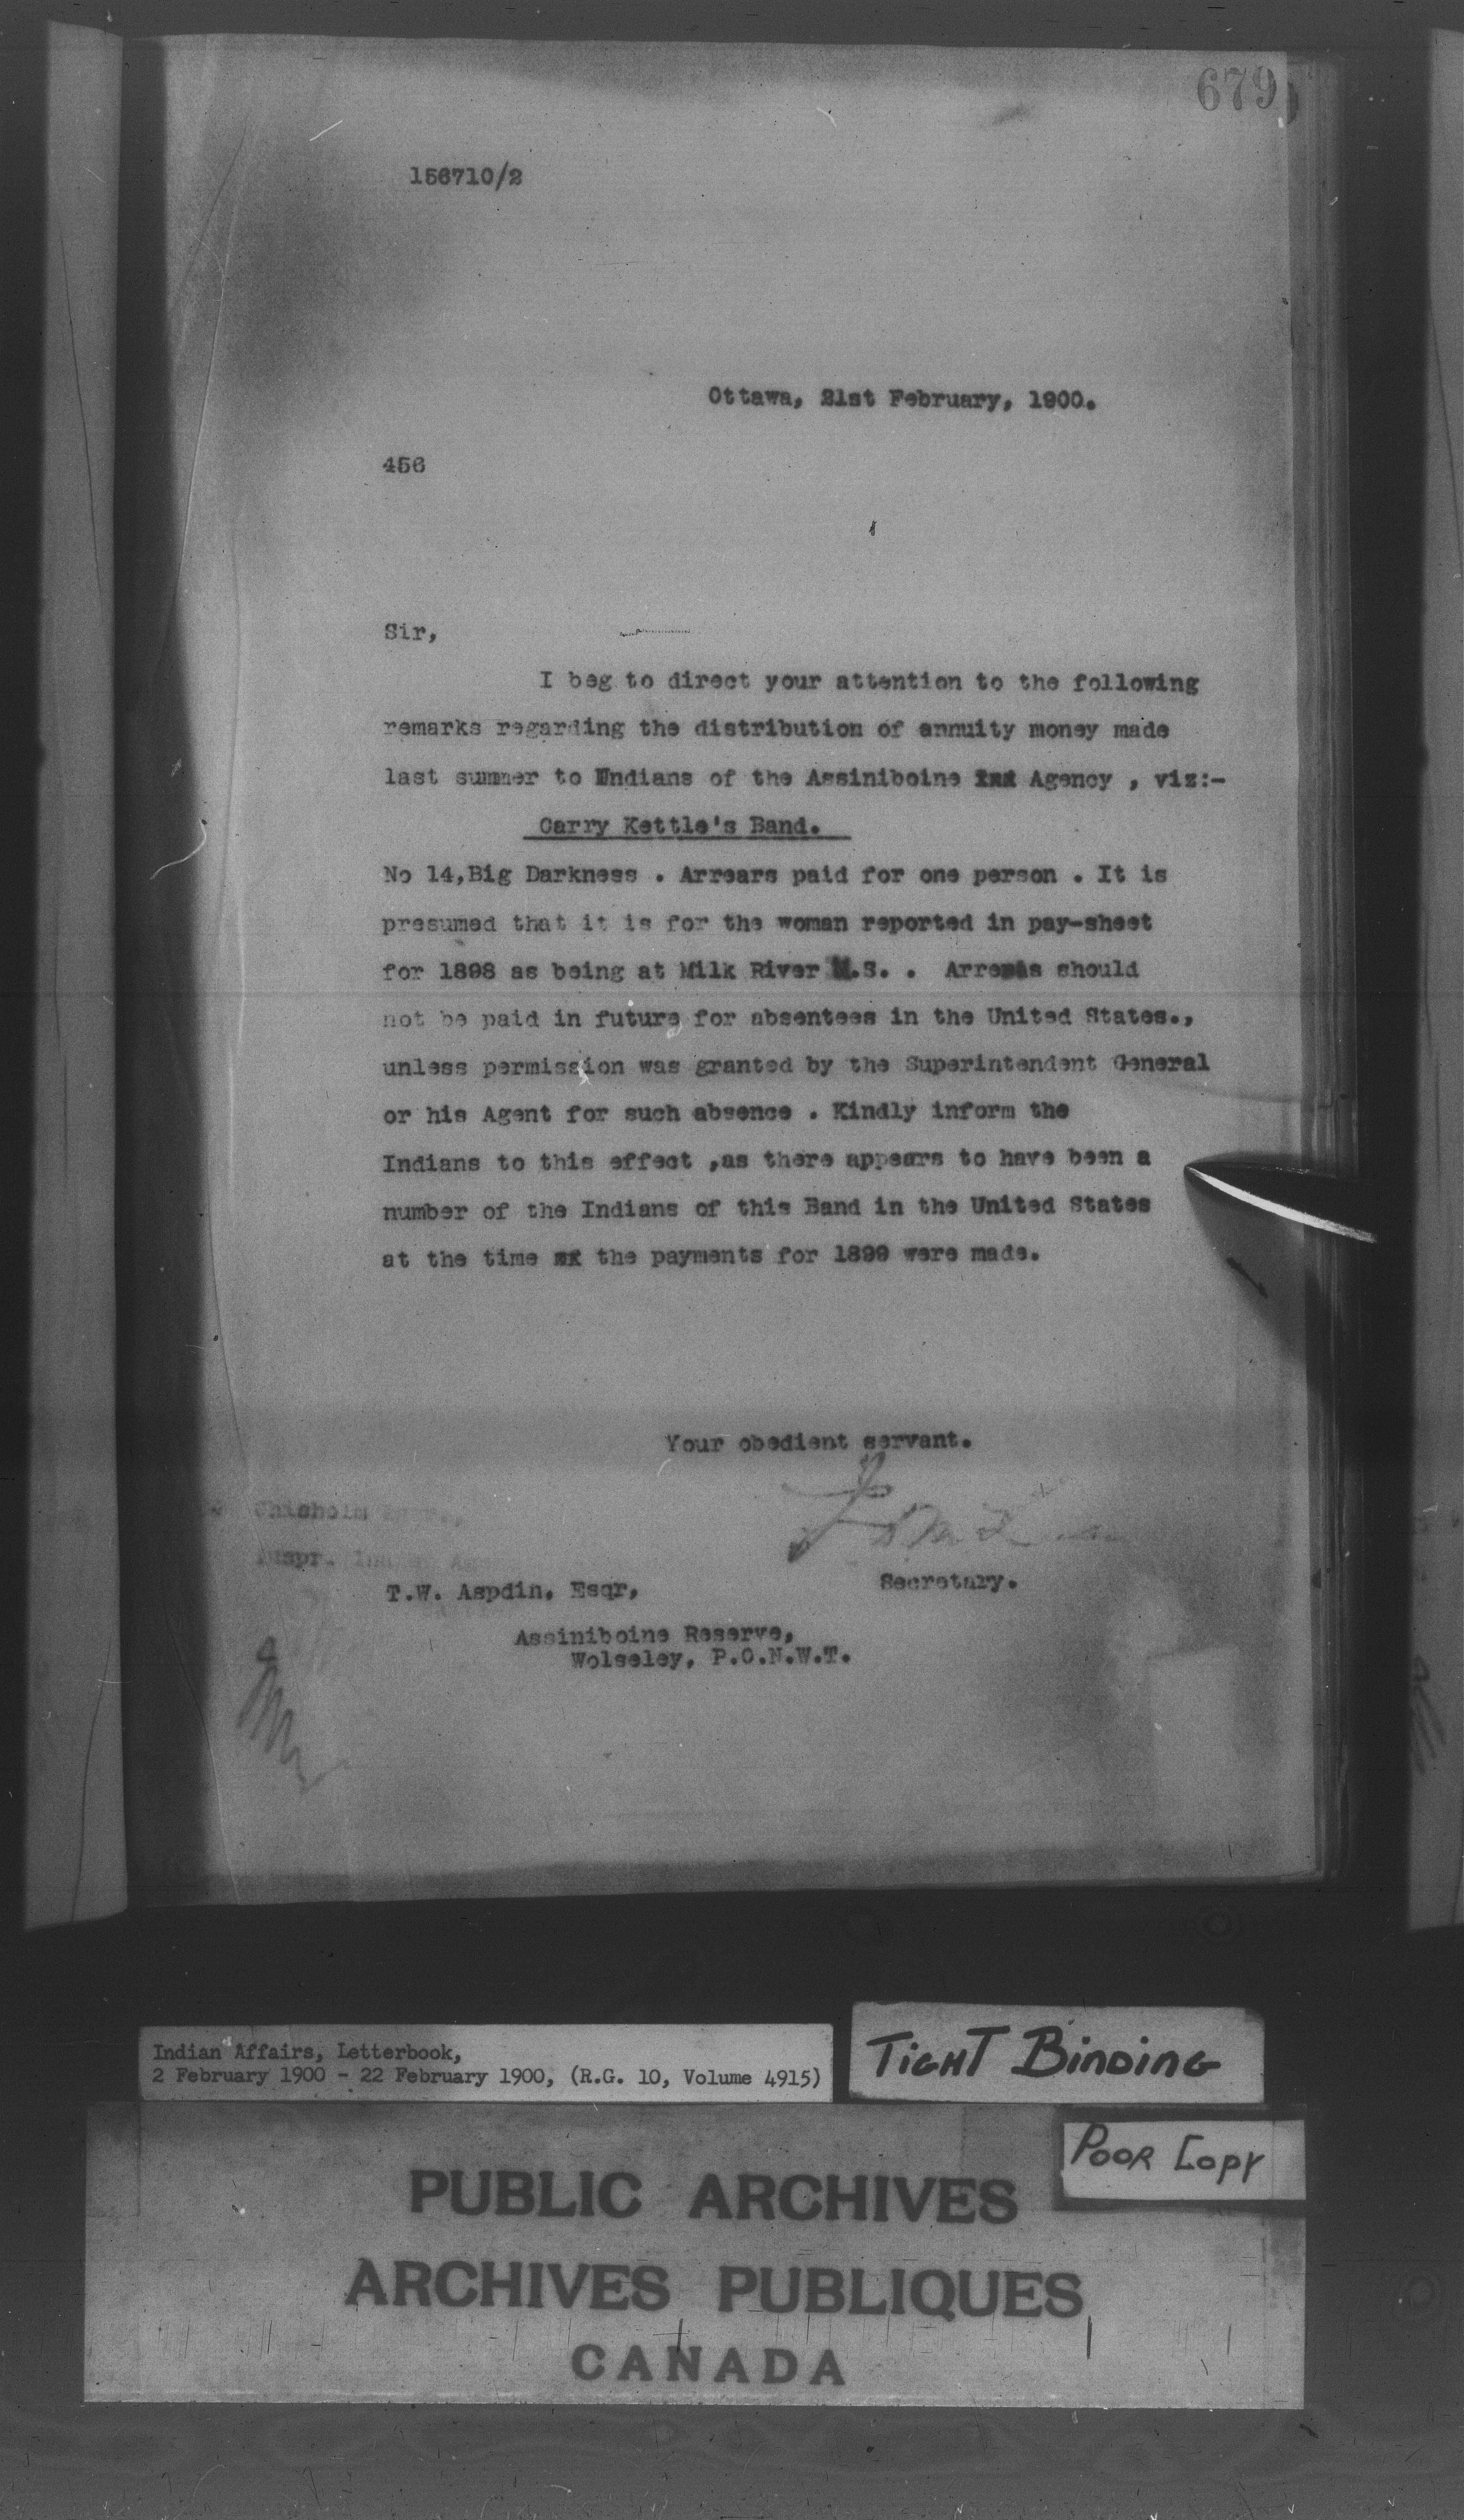 679
156710/2
Ottawa, 21st February, 1900.
456
Sir,
I beg to direct your attention to the following
remarks regarding the distribution of annuity money made
last summer to Indians of the Assiniboine Agency , viz:-
Carry Kettle's Band.
No 14,Big Darkness . Arrears paid for one person . It is
presumed that it is for the woman reported in pay-sheet
for 1898 as being at Milk River U.S. . Arrears should
not be paid in future for absentees in the United States.,
unless permission was granted by the Superintendent General
or his Agent for such absence . Kindly inform the
Indians to this effect ,as there appears to have been a
number of the Indians of this Band in the United States
at the time the payments for 1899 were made.
Your obedient servant.
Chisholm
Inspr.
Secretary.
T.W. Aspdin. Esqr,
Assiniboine Reserve,
Wolseley, P.O.N.W.T.
Indian Affairs, Letterbook,
2 February 1900 - 22 February 1900, (R.G. 10, Volume 4915)
TIGHT BINDING
POOR COPY
PUBLIC ARCHIVES
ARCHIVES PUBLIQUES
CANADA